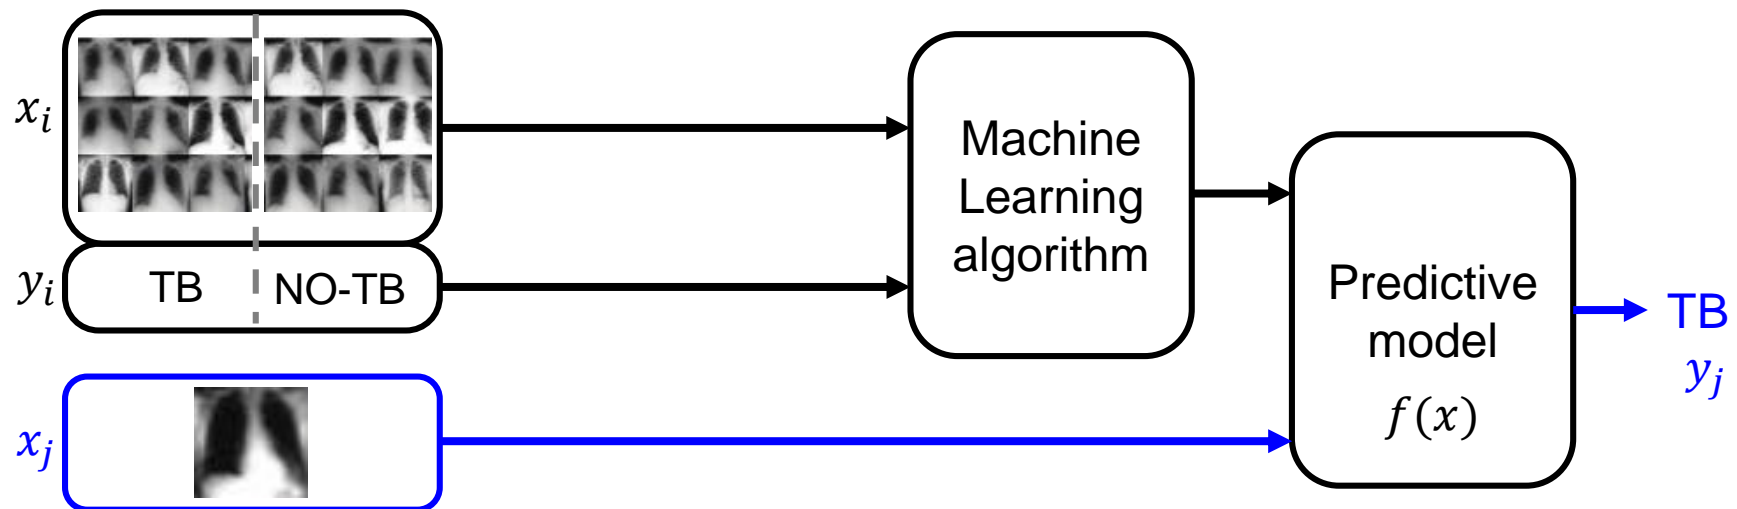 x_i
y_i
TB
NO-TB
x_j
Machine
Learning
algorithm
Predictive
model
f(x)
TB
y_j